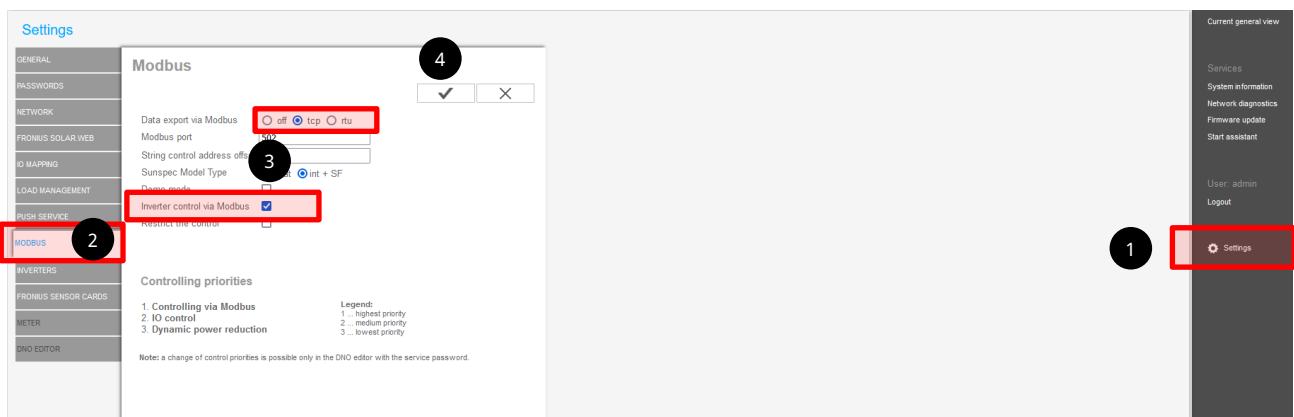 Settings
GENERAL
PASSWORDS
NETWORK
FRONIUS SOLAR.WEB
IO MAPPING
LOAD MANAGEMENT
PUSH SERVICE
MODBUS
2
INVERTERS
FRONIUS SENSOR CARDS
METER
DNO EDITOR
Modbus
4
Data export via Modbus off tcp rtu
Modbus port 502
String control address offs
3
Sunspec Model Type int + SF
Demo mode
Inverter control via Modbus
Restrict the control
Controlling priorities
1. Controlling via Modbus
2. IO control
3. Dynamic power reduction
Legend:
1 ... highest priority
2 ... medium priority
3 ... lowest priority
Note: a change of control priorities is possible only in the DNO editor with the service password.
Current general view
Services
System information
Network diagnostics
Firmware update
Start assistant
User: admin
Logout
1
Settings